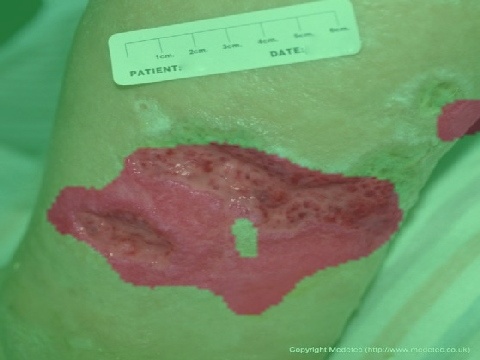 1cm. 2cm. 3cm. 4cm. 5cm. 6cm.
PATIENT: DATE:
Copyright Medetec (http://www.medetec.co.uk)